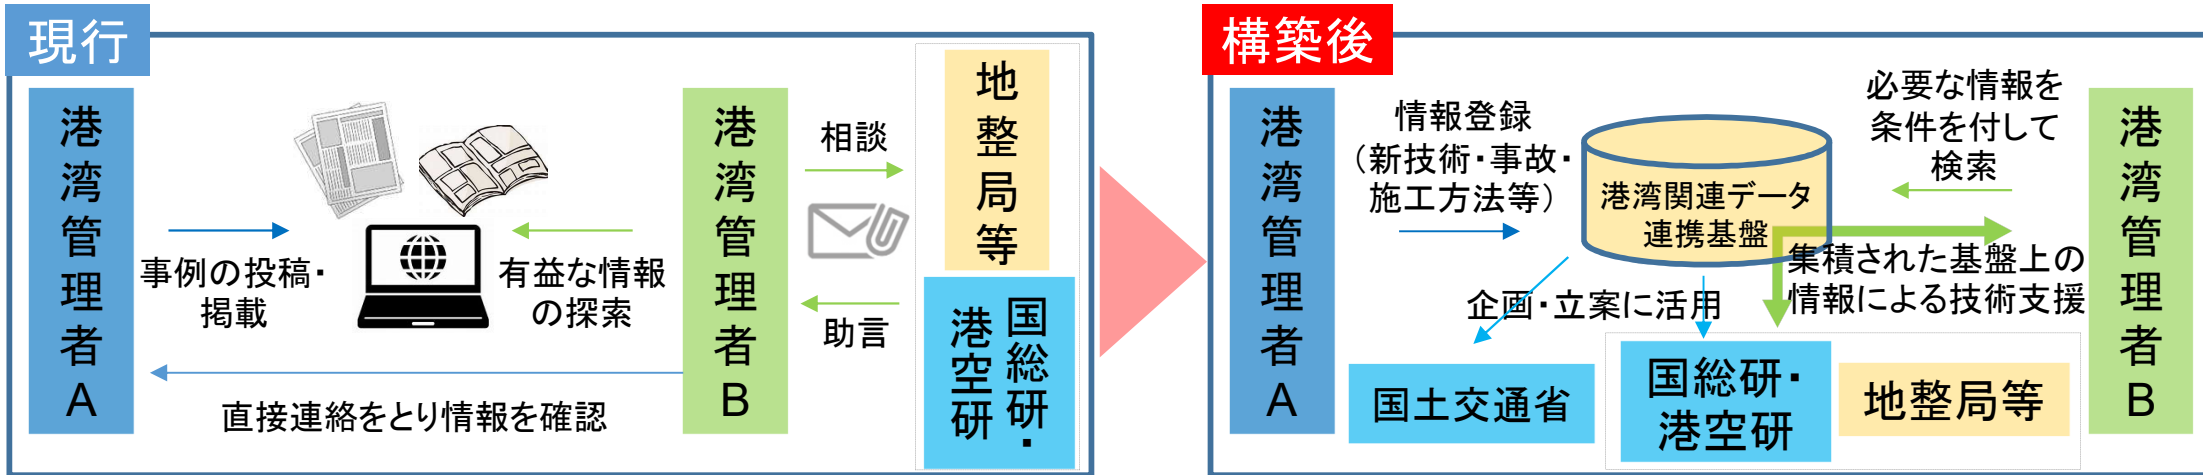 現行
港湾管理者A
事例の投稿・
掲載
有益な情報
の探索
直接連絡をとり情報を確認
港湾管理者B
相談
助言
地整局等
国総研・
港空研
構築後
港湾管理者A
情報登録
（新技術・事故・
施工方法等）
港湾関連データ
連携基盤
必要な情報を
条件を付して
検索
集積された基盤上の
情報による技術支援
企画・立案に活用
国土交通省
国総研・
港空研
地整局等
港湾管理者B